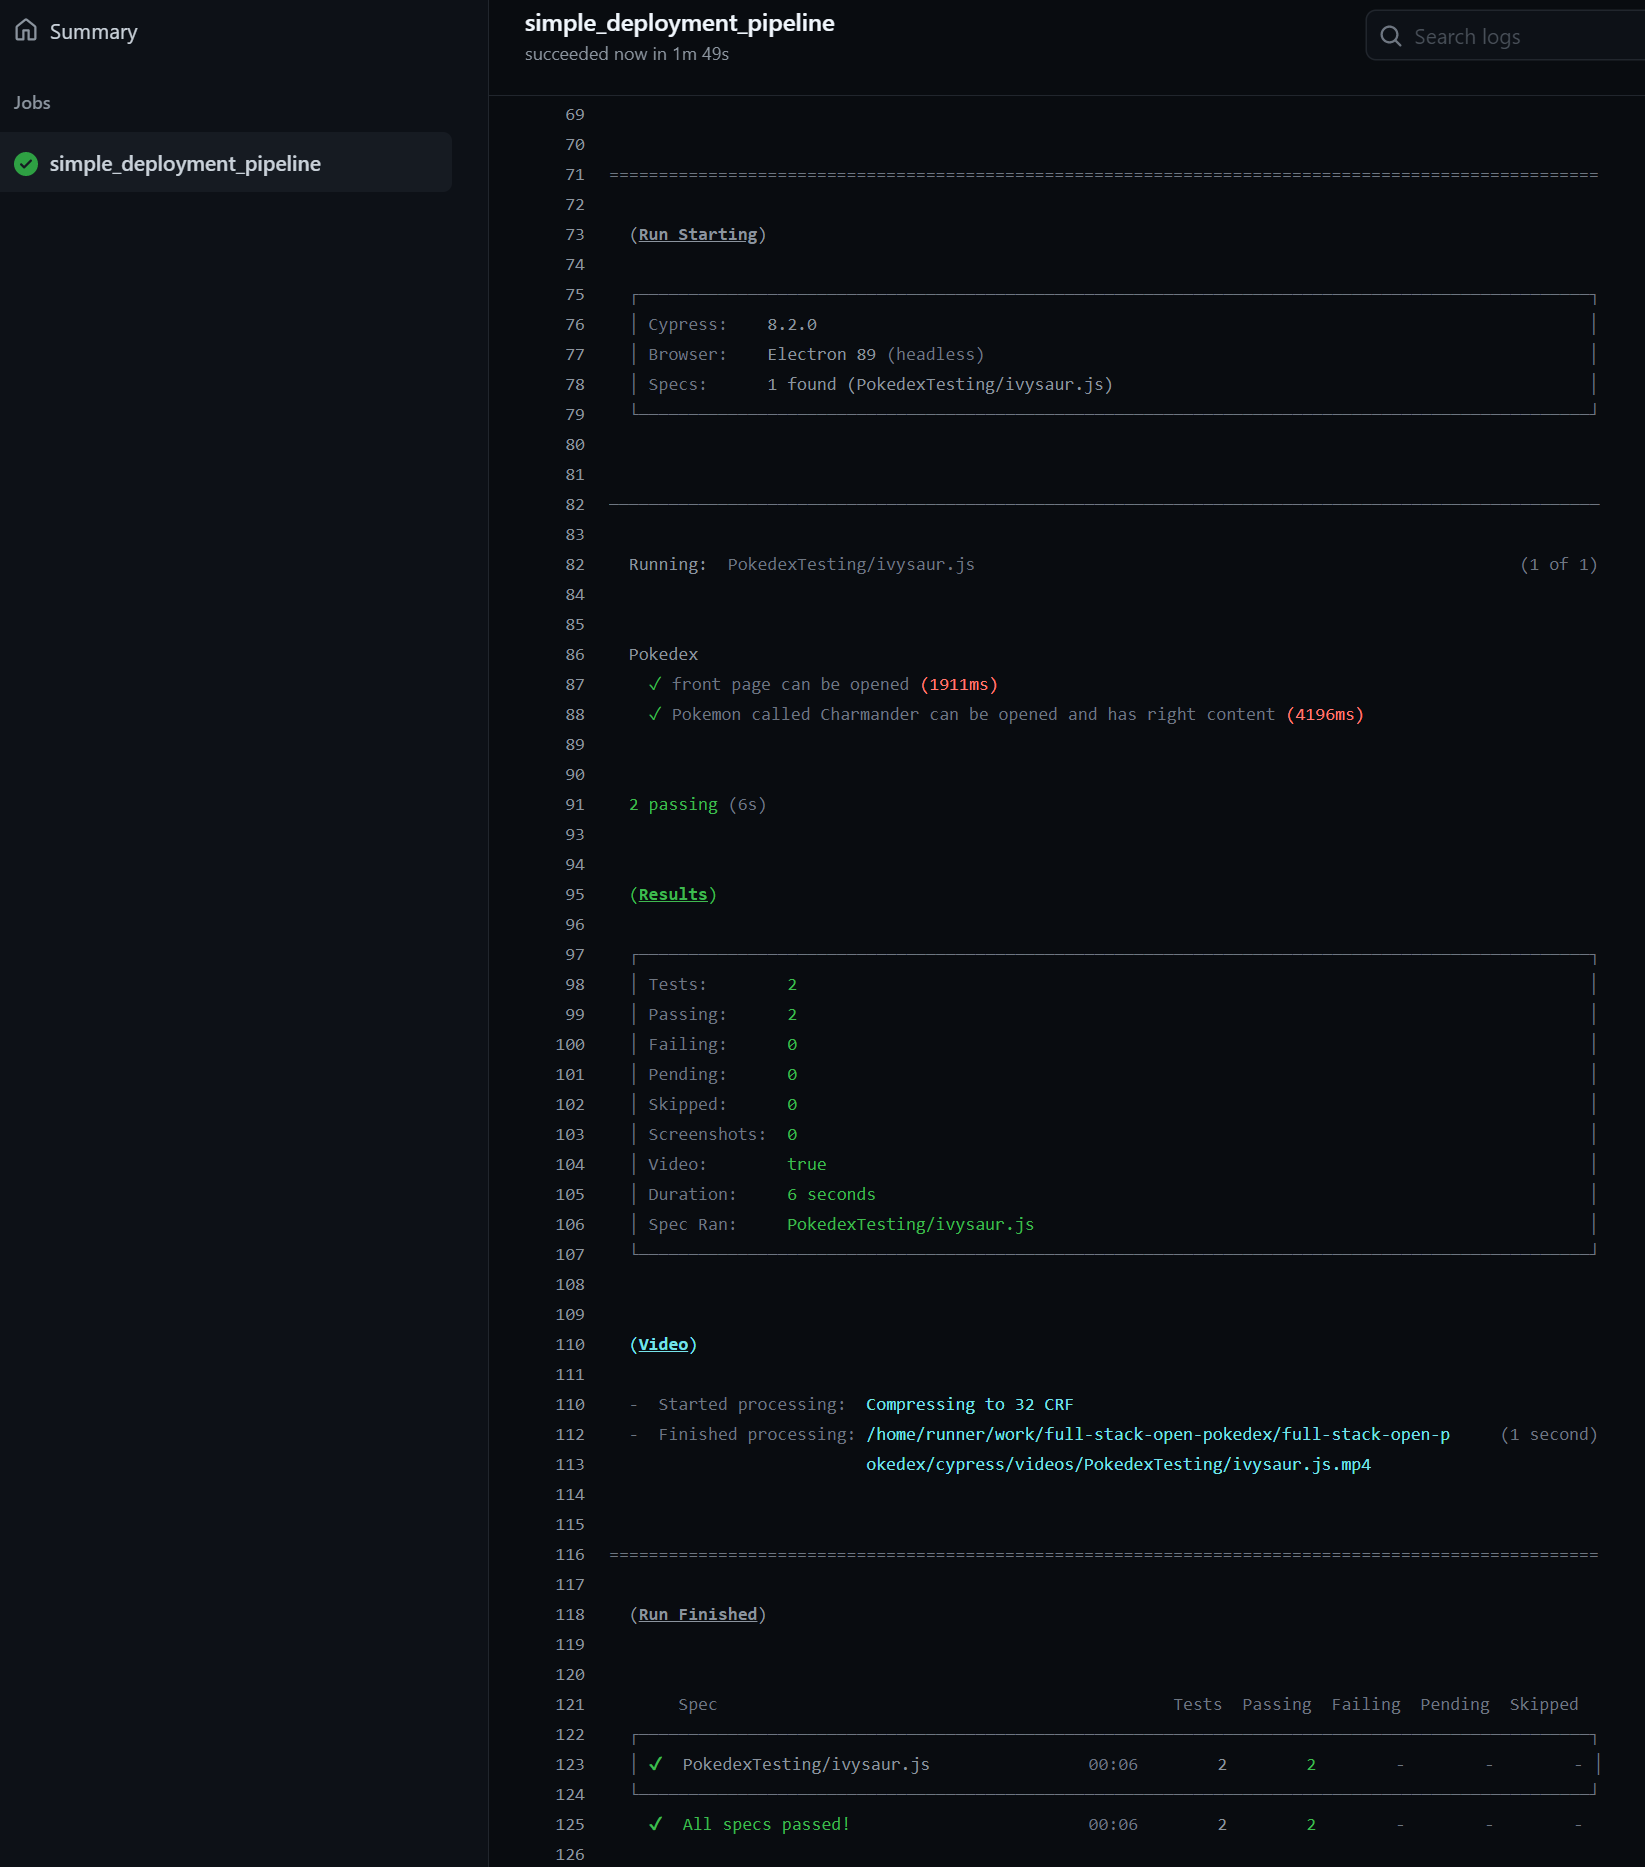 Summary
Jobs
simple_deployment_pipeline
simple_deployment_pipeline
succeeded now in 1m 49s
Search logs
69
70
71 ====================================================================================================
72
73 (Run Starting)
74
75
76 Cypress: 8.2.0
77 Browser: Electron 89 (headless)
78 Specs: 1 found (PokedexTesting/ivysaur.js)
79
80
81
82
83
82 Running: PokedexTesting/ivysaur.js (1 of 1)
84
85
86 Pokedex
87 ✓ front page can be opened (1911ms)
88 ✓ Pokemon called Charmander can be opened and has right content (4196ms)
89
90
91 2 passing (6s)
93
94
95 (Results)
96
97
98 Tests: 2
99 Passing: 2
100 Failing: 0
101 Pending: 0
102 Skipped: 0
103 Screenshots: 0
104 Video: true
105 Duration: 6 seconds
106 Spec Ran: PokedexTesting/ivysaur.js
107
108
109
110 (Video)
111
110 - Started processing: Compressing to 32 CRF
112 - Finished processing: /home/runner/work/full-stack-open-pokedex/full-stack-open-p (1 second)
113 okedex/cypress/videos/PokedexTesting/ivysaur.js.mp4
114
115
116 ====================================================================================================
117
118 (Run Finished)
119
120
121 Spec Tests Passing Failing Pending Skipped
122
123 ✓ PokedexTesting/ivysaur.js 00:06 2 2 - - -
124
125 ✓ All specs passed! 00:06 2 2 - - -
126